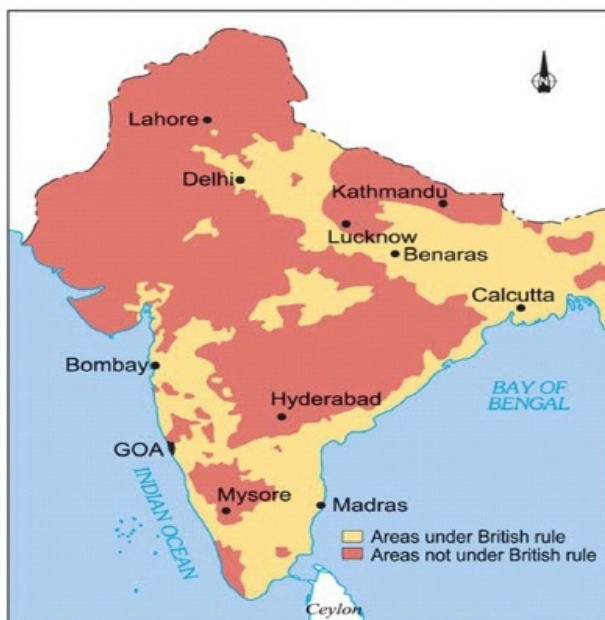 N
Lahore
Delhi
Kathmandu
Lucknow
Benaras
Calcutta
Bombay
Hyderabad
BAY OF
BENGAL
GOA
INDIAN OCEAN
Mysore
Madras
Areas under British rule
Areas not under British rule
Ceylon